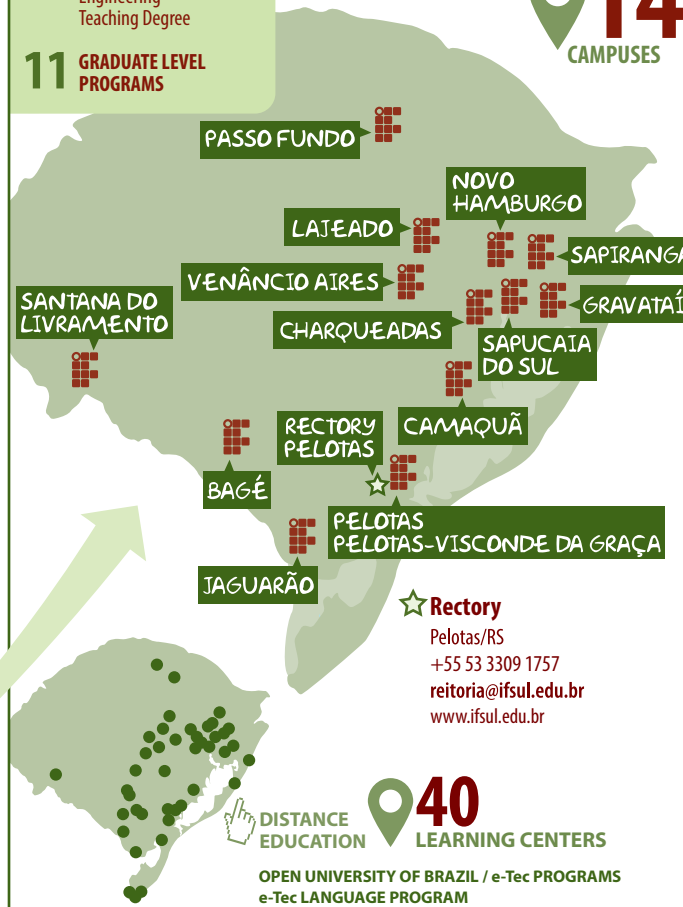 Engineering
Teaching Degree
11 GRADUATE LEVEL
PROGRAMS
14
CAMPUSES
PASSO FUNDO
NOVO
HAMBURGO
LAJEADO
SAPIRANGA
VENÂNCIO AIRES
SANTANA DO
LIVRAMENTO
GRAVATAÍ
CHARQUEADAS
SAPUCAIA
DO SUL
RECTORY
PELOTAS
CAMAQUÃ
BAGÉ
PELOTAS
PELOTAS-VISCONDE DA GRAÇA
JAGUARÃO
Rectory
Pelotas/RS
+55 53 3309 1757
reitoria@ifsul.edu.br
www.ifsul.edu.br
DISTANCE
EDUCATION
40
LEARNING CENTERS
OPEN UNIVERSITY OF BRAZIL / e-Tec PROGRAMS
e-Tec LANGUAGE PROGRAM